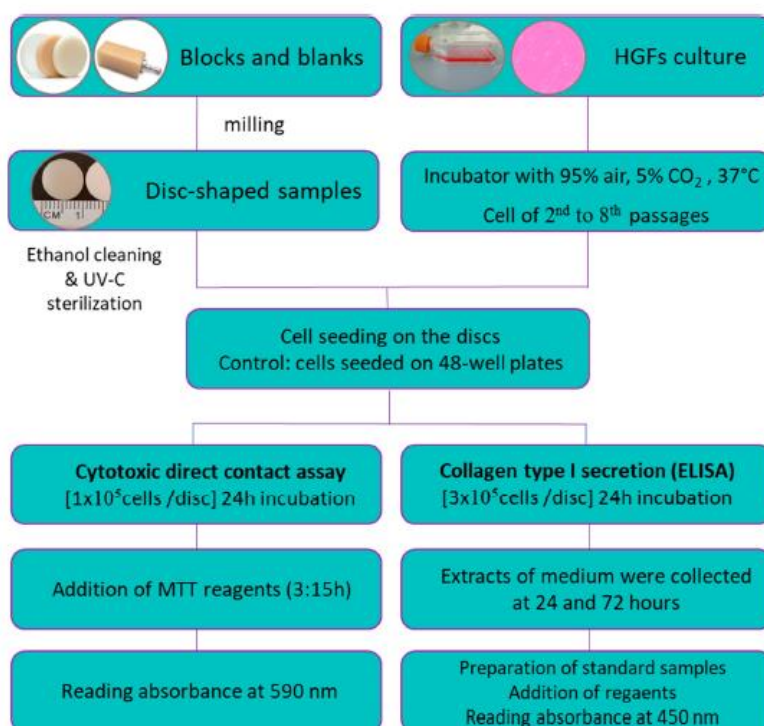 Blocks and blanks
HGFs culture
milling
CM 1
Disc-shaped samples
Incubator with 95% air, 5% CO₂ , 37°C
Cell of 2ⁿᵈ to 8ᵗʰ passages
Ethanol cleaning
& UV-C
sterilization
Cell seeding on the discs
Control: cells seeded on 48-well plates
Cytotoxic direct contact assay
[1x10⁵cells /disc] 24h incubation
Collagen type I secretion (ELISA)
[3x10⁵cells /disc] 24h incubation
Addition of MTT reagents (3:15h)
Extracts of medium were collected
at 24 and 72 hours
Reading absorbance at 590 nm
Preparation of standard samples
Addition of regaents
Reading absorbance at 450 nm